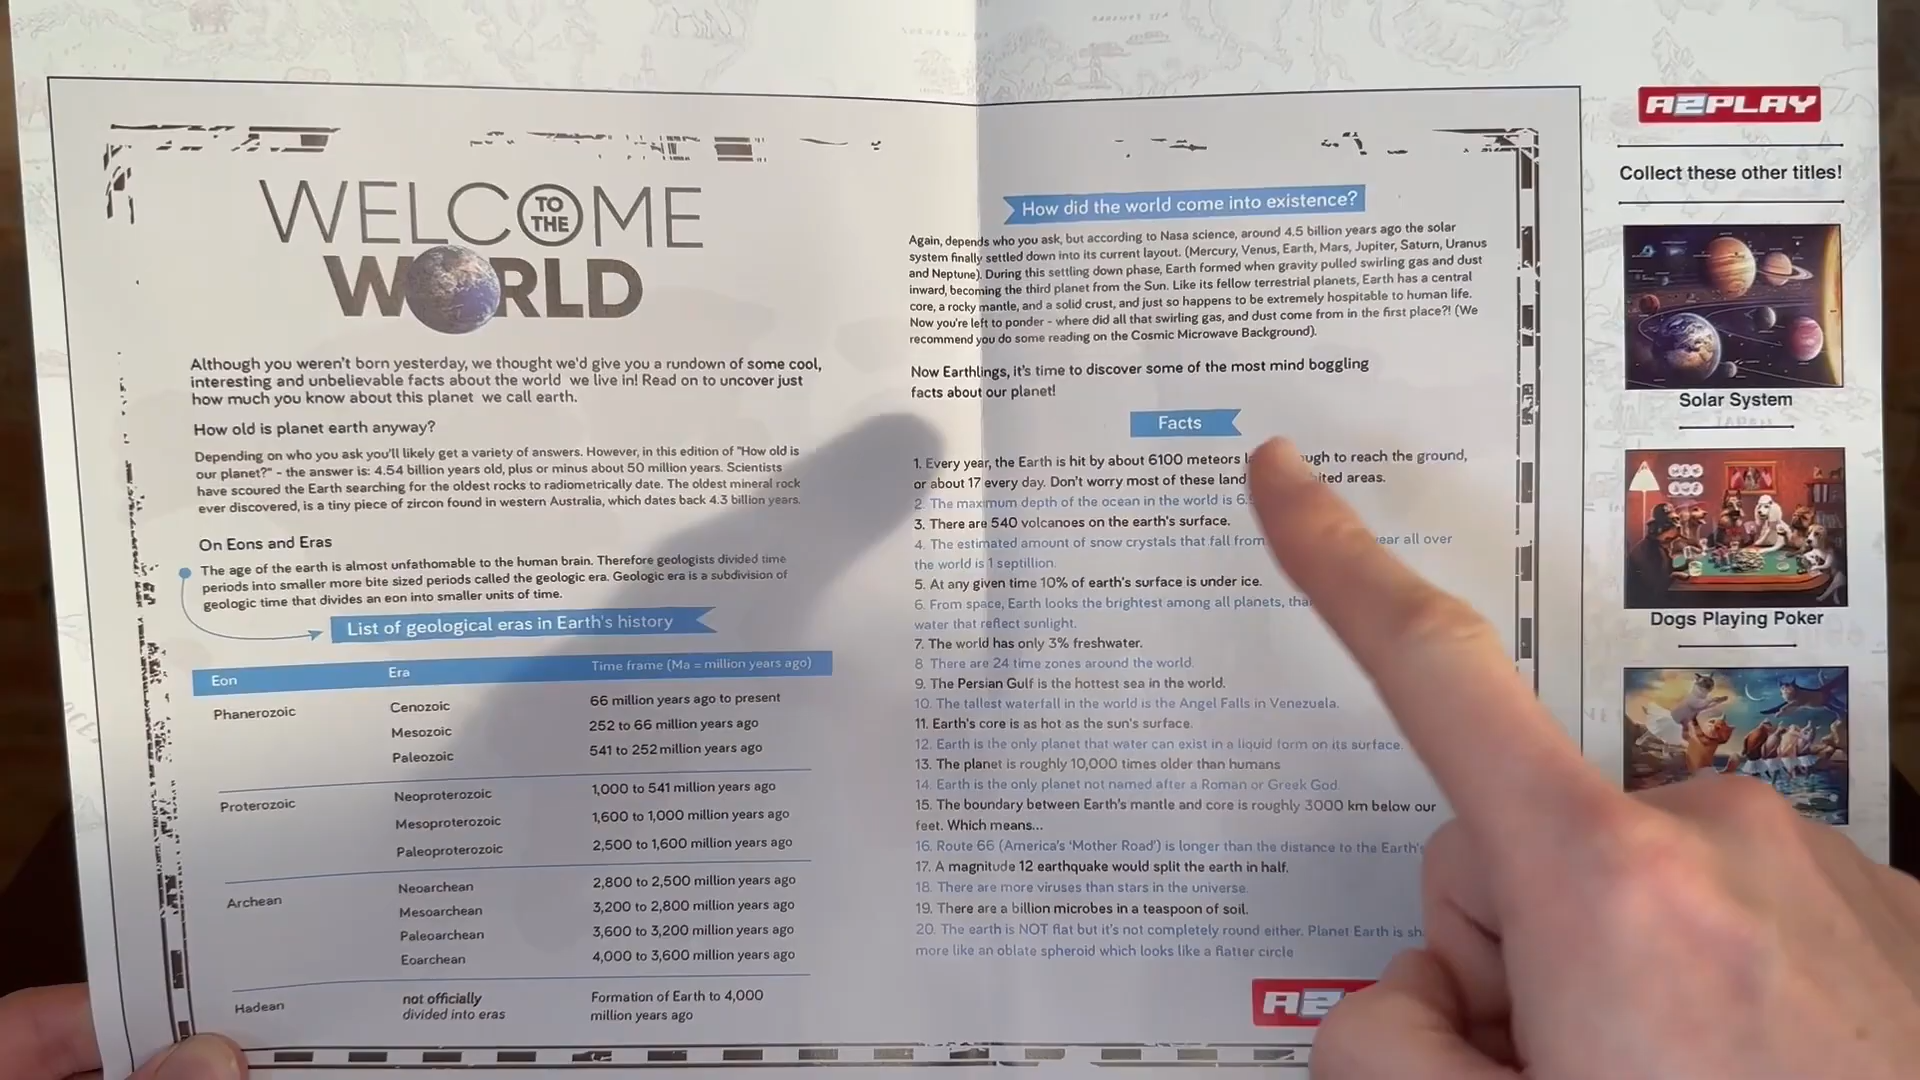 WELCOME
TO
THE
WORLD
Although you weren't born yesterday, we thought we'd give you a rundown of some cool,
interesting and unbelievable facts about the world we live in! Read on to uncover just
how much you know about this planet we call earth.
How old is planet earth anyway?
Depending on who you ask you'll likely get a variety of answers. However, in this edition of "How old is
our planet?" - the answer is: 4.54 billion years old, plus or minus about 50 million years. Scientists
have scoured the Earth searching for the oldest rocks to radiometrically date. The oldest mineral rock
ever discovered, is a tiny piece of zircon found in western Australia, which dates back 4.3 billion years.
On Eons and Eras
The age of the earth is almost unfathomable to the human brain. Therefore geologists divided time
periods into smaller more bite sized periods called the geologic era. Geologic era is a subdivision of
geologic time that divides an eon into smaller units of time.
List of geological eras in Earth's history
Eon Era Time frame (Ma = million years ago)
Phanerozoic Cenozoic 66 million years ago to present
Mesozoic 252 to 66 million years ago
Paleozoic 541 to 252 million years ago
Proterozoic Neoproterozoic 1,000 to 541 million years ago
Mesoproterozoic 1,600 to 1,000 million years ago
Paleoproterozoic 2,500 to 1,600 million years ago
Archean Neoarchean 2,800 to 2,500 million years ago
Mesoarchean 3,200 to 2,800 million years ago
Paleoarchean 3,600 to 3,200 million years ago
Eoarchean 4,000 to 3,600 million years ago
Hadean not officially Formation of Earth to 4,000
divided into eras million years ago
How did the world come into existence?
Again, depends who you ask, but according to Nasa science, around 4.5 billion years ago the solar
system finally settled down into its current layout. (Mercury, Venus, Earth, Mars, Jupiter, Saturn, Uranus
and Neptune). During this settling down phase, Earth formed when gravity pulled swirling gas and dust
inward, becoming the third planet from the Sun. Like its fellow terrestrial planets, Earth has a central
core, a rocky mantle, and a solid crust, and just so happens to be extremely hospitable to human life.
Now you're left to ponder - where did all that swirling gas, and dust come from in the first place?! (We
recommend you do some reading on the Cosmic Microwave Background).
Now Earthlings, it's time to discover some of the most mind boggling
facts about our planet!
Facts
1. Every year, the Earth is hit by about 6100 meteors to reach the ground,
or about 17 every day. Don't worry most of these land areas.
2. The maximum depth of the ocean in the world is
3. There are 540 volcanoes on the earth's surface.
4. The estimated amount of snow crystals that fall from all over
the world is 1 septillion.
5. At any given time 10% of earth's surface is under ice.
6. From space, Earth looks the brightest among all planets,
water that reflect sunlight.
7. The world has only 3% freshwater.
8 There are 24 time zones around the world.
9. The Persian Gulf is the hottest sea in the world.
10. The tallest waterfall in the world is the Angel Falls in Venezuela.
11. Earth's core is as hot as the sun's surface.
12. Earth is the only planet that water can exist in a liquid form on its surface.
13. The planet is roughly 10,000 times older than humans
14. Earth is the only planet not named after a Roman or Greek God.
15. The boundary between Earth's mantle and core is roughly 3000 km below our
feet. Which means...
16. Route 66 (America's 'Mother Road') is longer than the distance to the Earth's
17. A magnitude 12 earthquake would split the earth in half.
18. There are more viruses than stars in the universe.
19. There are a billion microbes in a teaspoon of soil.
20. The earth is NOT flat but it's not completely round either. Planet Earth is
more like an oblate spheroid which looks like a flatter circle
A2PLAY
Collect these other titles!
Solar System
Dogs Playing Poker